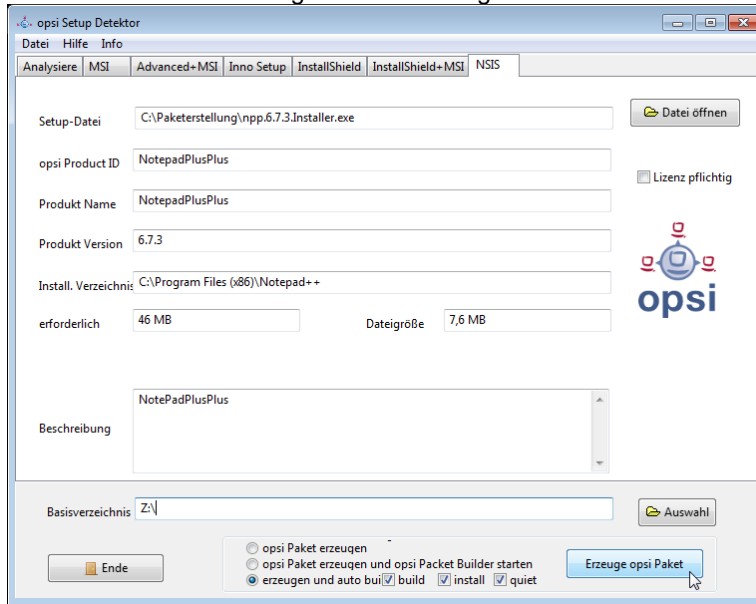 opsi Setup Detektor
Datei Hilfe Info
Analysiere MSI Advanced+MSI Inno Setup InstallShield InstallShield+MSI NSIS
Setup-Datei C:\Paketerstellung\npp.6.7.3.Installer.exe Datei öffnen
opsi Product ID NotepadPlusPlus
Lizenz pflichtig
Produkt Name NotepadPlusPlus
Produkt Version 6.7.3
Install. Verzeichnis C:\Program Files (x86)\Notepad++
opsi
erforderlich 46 MB Dateigröße 7,6 MB
NotePadPlusPlus
Beschreibung
Basisverzeichnis Z:\ Auswahl
opsi Paket erzeugen
opsi Paket erzeugen und opsi Packet Builder starten
Ende Erzeuge opsi Paket
erzeugen und auto bui build install quiet